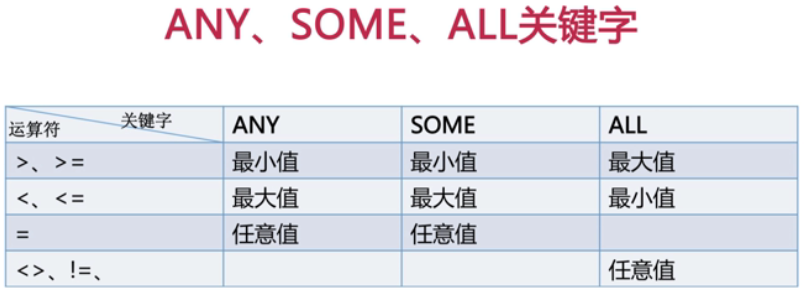 ANY、SOME、ALL关键字
关键字
运算符
ANY SOME ALL
>、>= 最小值 最小值 最大值
<、<= 最大值 最大值 最小值
= 任意值 任意值
<>、!=、 任意值